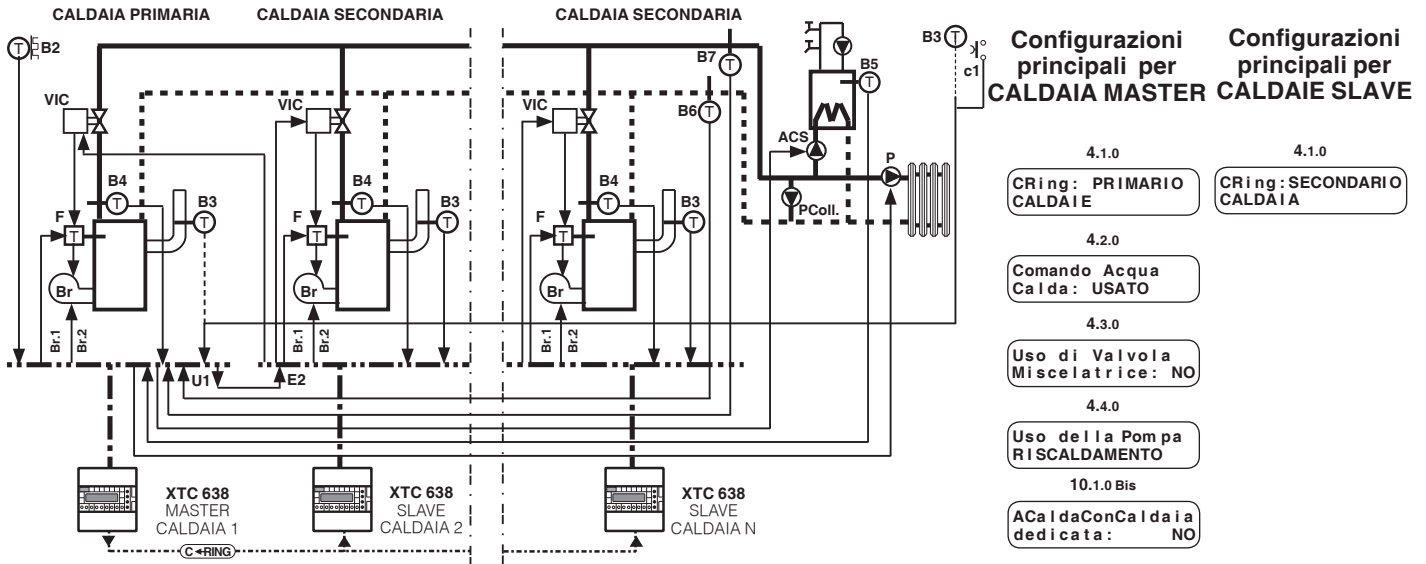 CALDAIA PRIMARIA
CALDAIA SECONDARIA
CALDAIA SECONDARIA
T
B2
VIC
B4
T
F
T
B3
T
Br
Br.1
Br.2
VIC
B4
T
F
T
B3
T
Br
Br.1
Br.2
VIC
B4
T
F
T
B3
T
Br
Br.1
Br.2
B7
T
B6
T
B5
T
ACS
P
PColl.
B3
T
c1
U1
E2
XTC 638
MASTER
CALDAIA 1
XTC 638
SLAVE
CALDAIA 2
XTC 638
SLAVE
CALDAIA N
C RING
Configurazioni
principali per
CALDAIA MASTER
4.1.0
CRing: PRIMARIO
CALDAIE
4.2.0
Comando Acqua
Calda: USATO
4.3.0
Uso di Valvola
Miscelatrice: NO
4.4.0
Uso della Pompa
RISCALDAMENTO
10.1.0 Bis
ACaldaConCaldaia
dedicata: NO
Configurazioni
principali per
CALDAIE SLAVE
4.1.0
CRing:SECONDARIO
CALDAIA